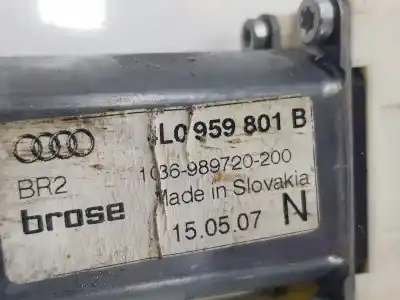 L0 959 801 B
BR2
1036-989720-200
brose
Made in Slovakia
15.05.07 N